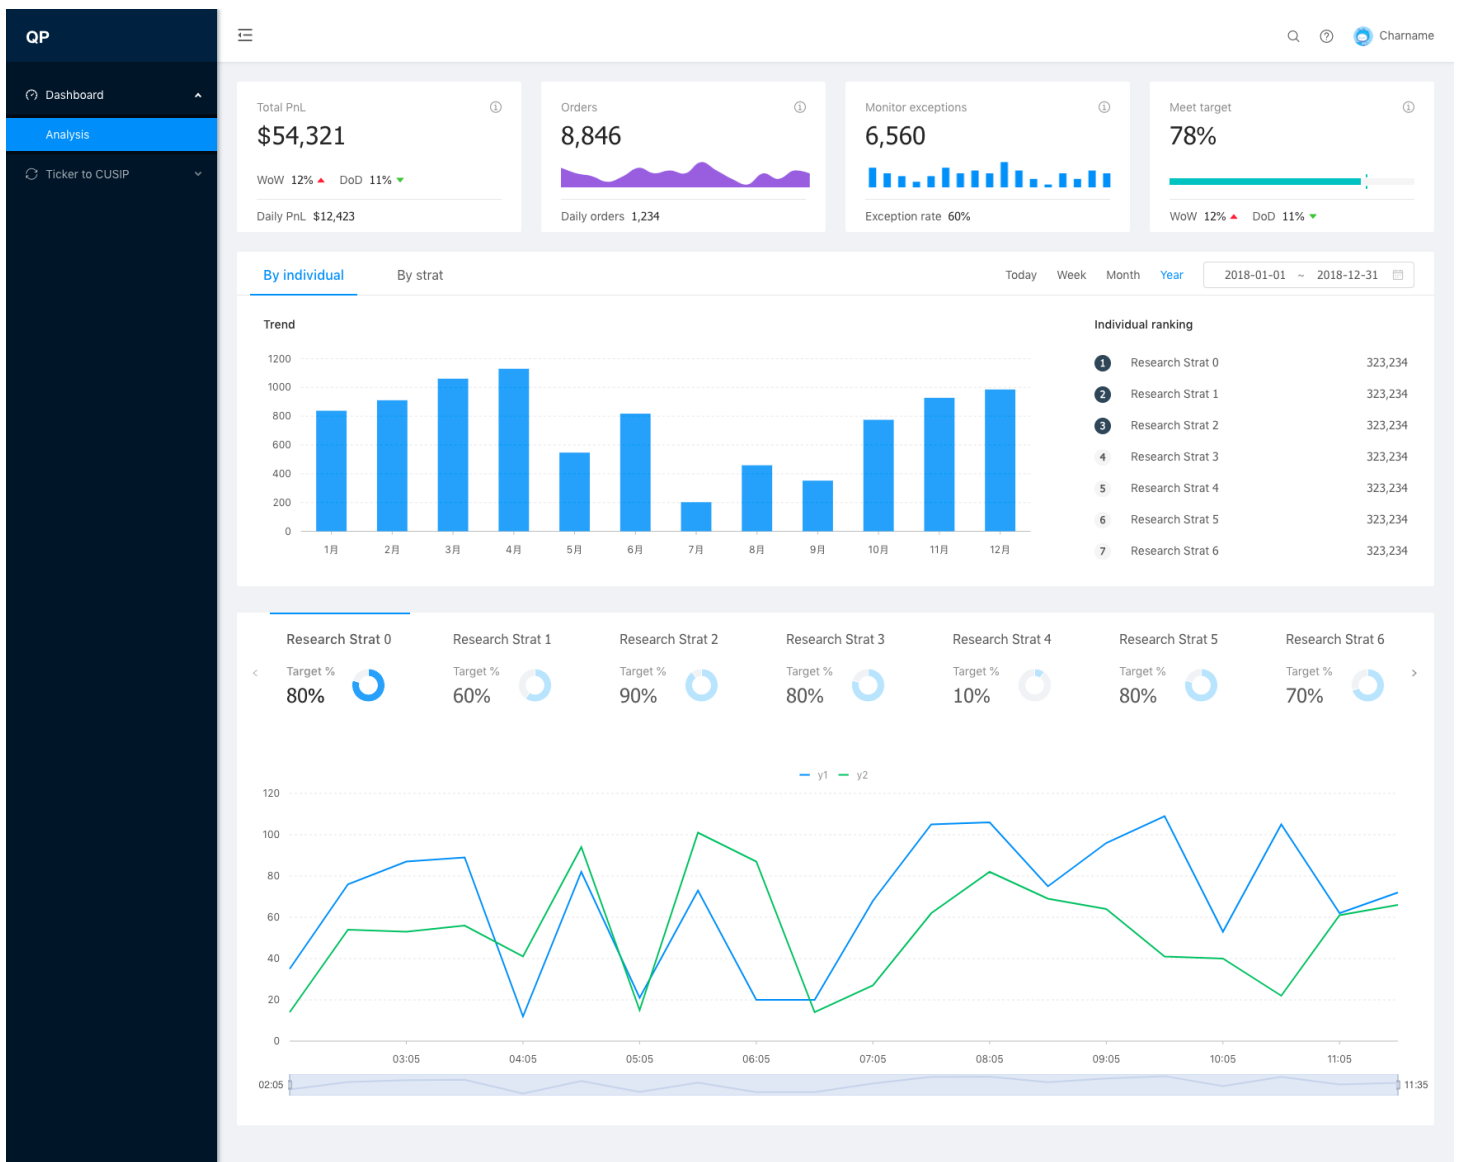 QP
Charname
Dashboard
Analysis
Ticker to CUSIP
Total PnL
$54,321
WoW 12% DoD 11%
Daily PnL $12,423
Orders
8,846
Daily orders 1,234
Monitor exceptions
6,560
Exception rate 60%
Meet target
78%
WoW 12% DoD 11%
By individual By strat Today Week Month Year 2018-01-01 ~ 2018-12-31
Trend
1200
1000
800
600
400
200
0
1月 2月 3月 4月 5月 6月 7月 8月 9月 10月 11月 12月
Individual ranking
1 Research Strat 0 323,234
2 Research Strat 1 323,234
3 Research Strat 2 323,234
4 Research Strat 3 323,234
5 Research Strat 4 323,234
6 Research Strat 5 323,234
7 Research Strat 6 323,234
Research Strat 0 Research Strat 1 Research Strat 2 Research Strat 3 Research Strat 4 Research Strat 5 Research Strat 6
Target % Target % Target % Target % Target % Target % Target %
80% 60% 90% 80% 10% 80% 70%
y1 y2
120
100
80
60
40
20
0
03:05 04:05 05:05 06:05 07:05 08:05 09:05 10:05 11:05
02:05 11:35